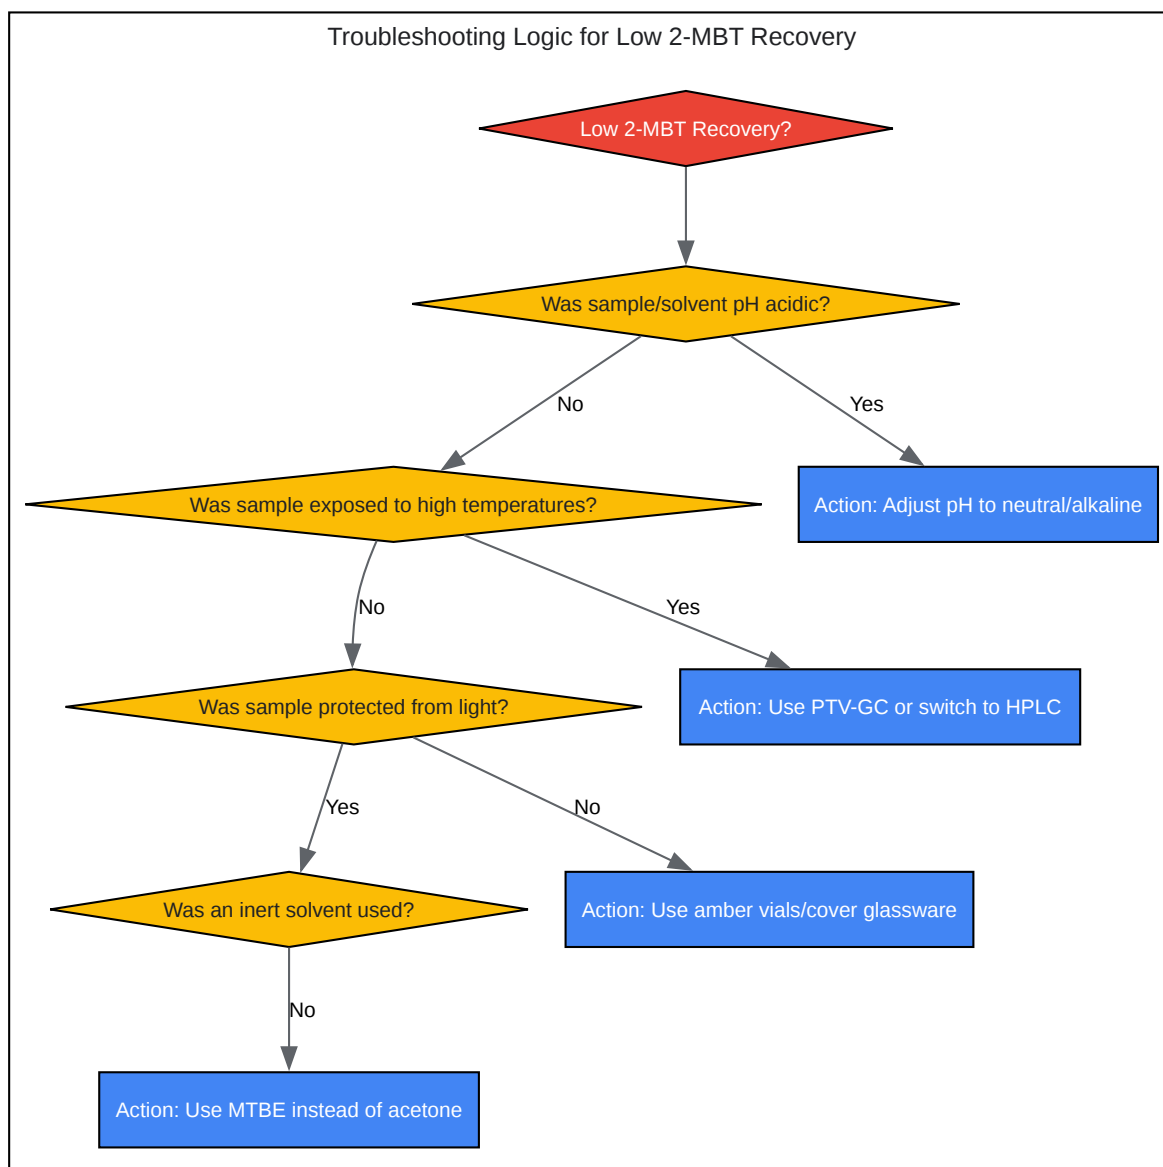 Troubleshooting Logic for Low 2-MBT Recovery
Low 2-MBT Recovery?
Was sample/solvent pH acidic?
No
Yes
Was sample exposed to high temperatures?
Action: Adjust pH to neutral/alkaline
No
Yes
Was sample protected from light?
Action: Use PTV-GC or switch to HPLC
Yes
No
Was an inert solvent used?
Action: Use amber vials/cover glassware
No
Action: Use MTBE instead of acetone